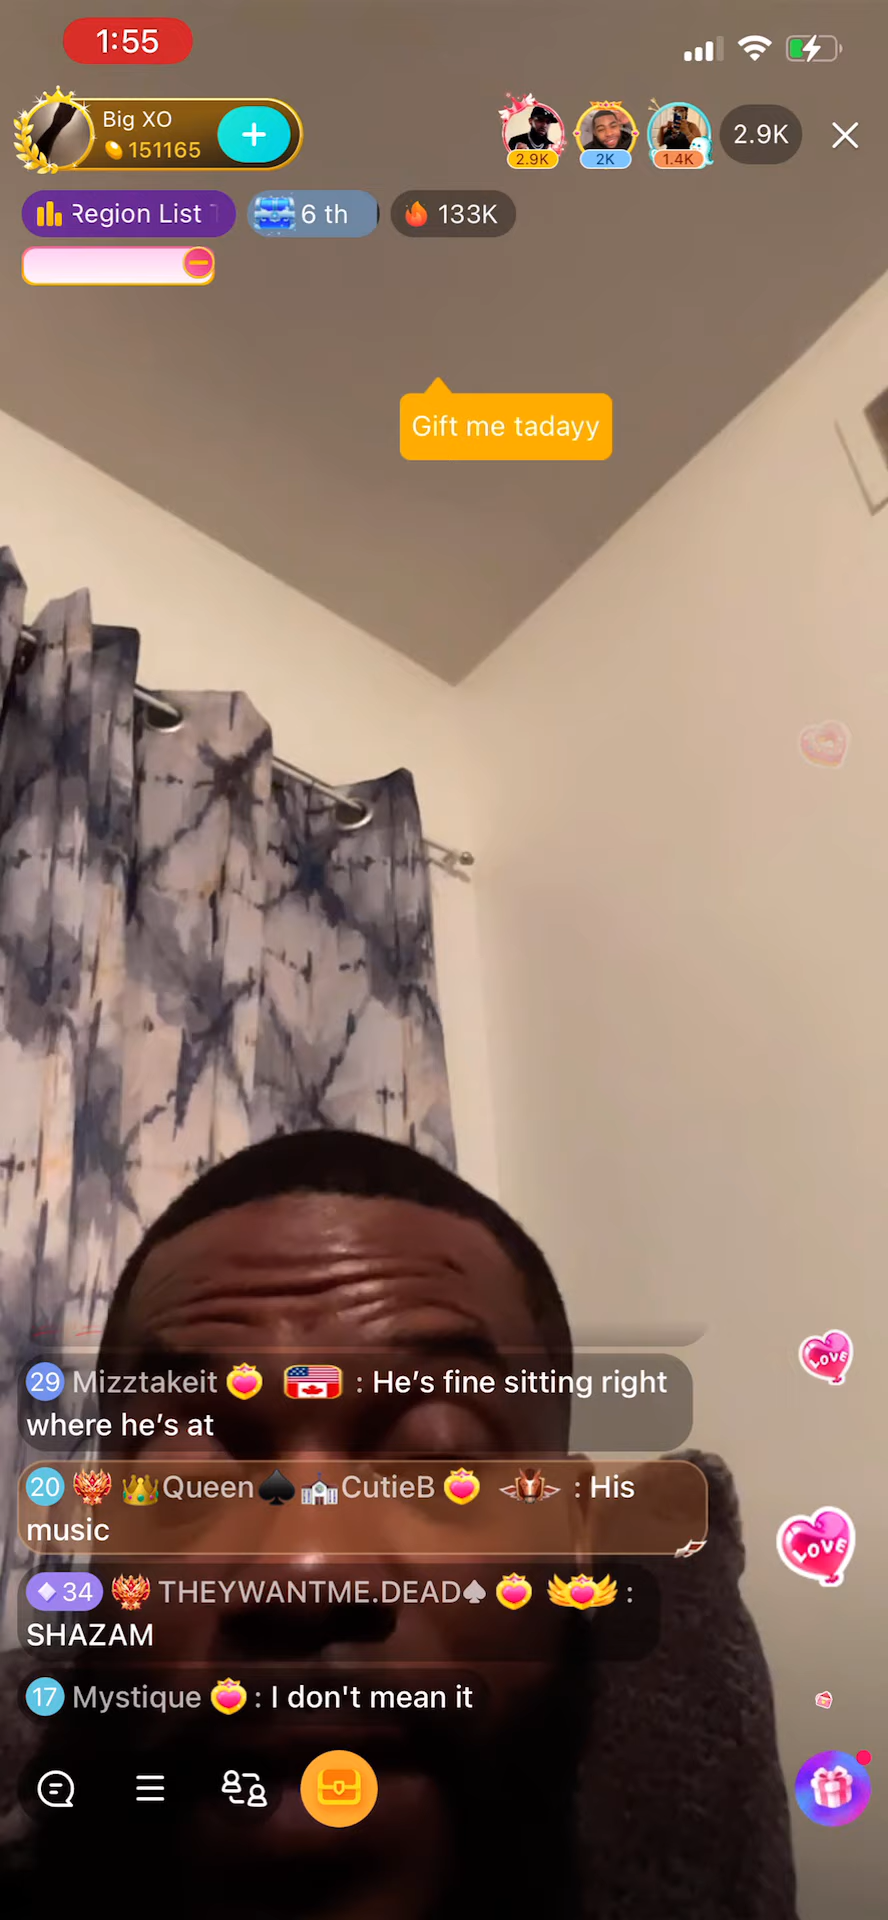 1:55
Big XO
151165
2.9K
2K
1.4K
2.9K
Region List
6 th
133K
Gift me tadayy
LOVE
29 Mizztakeit : He’s fine sitting right
where he’s at
20 Queen CutieB : His
music
LOVE
34 THEYWANTME.DEAD♠ :
SHAZAM
17 Mystique : I don't mean it